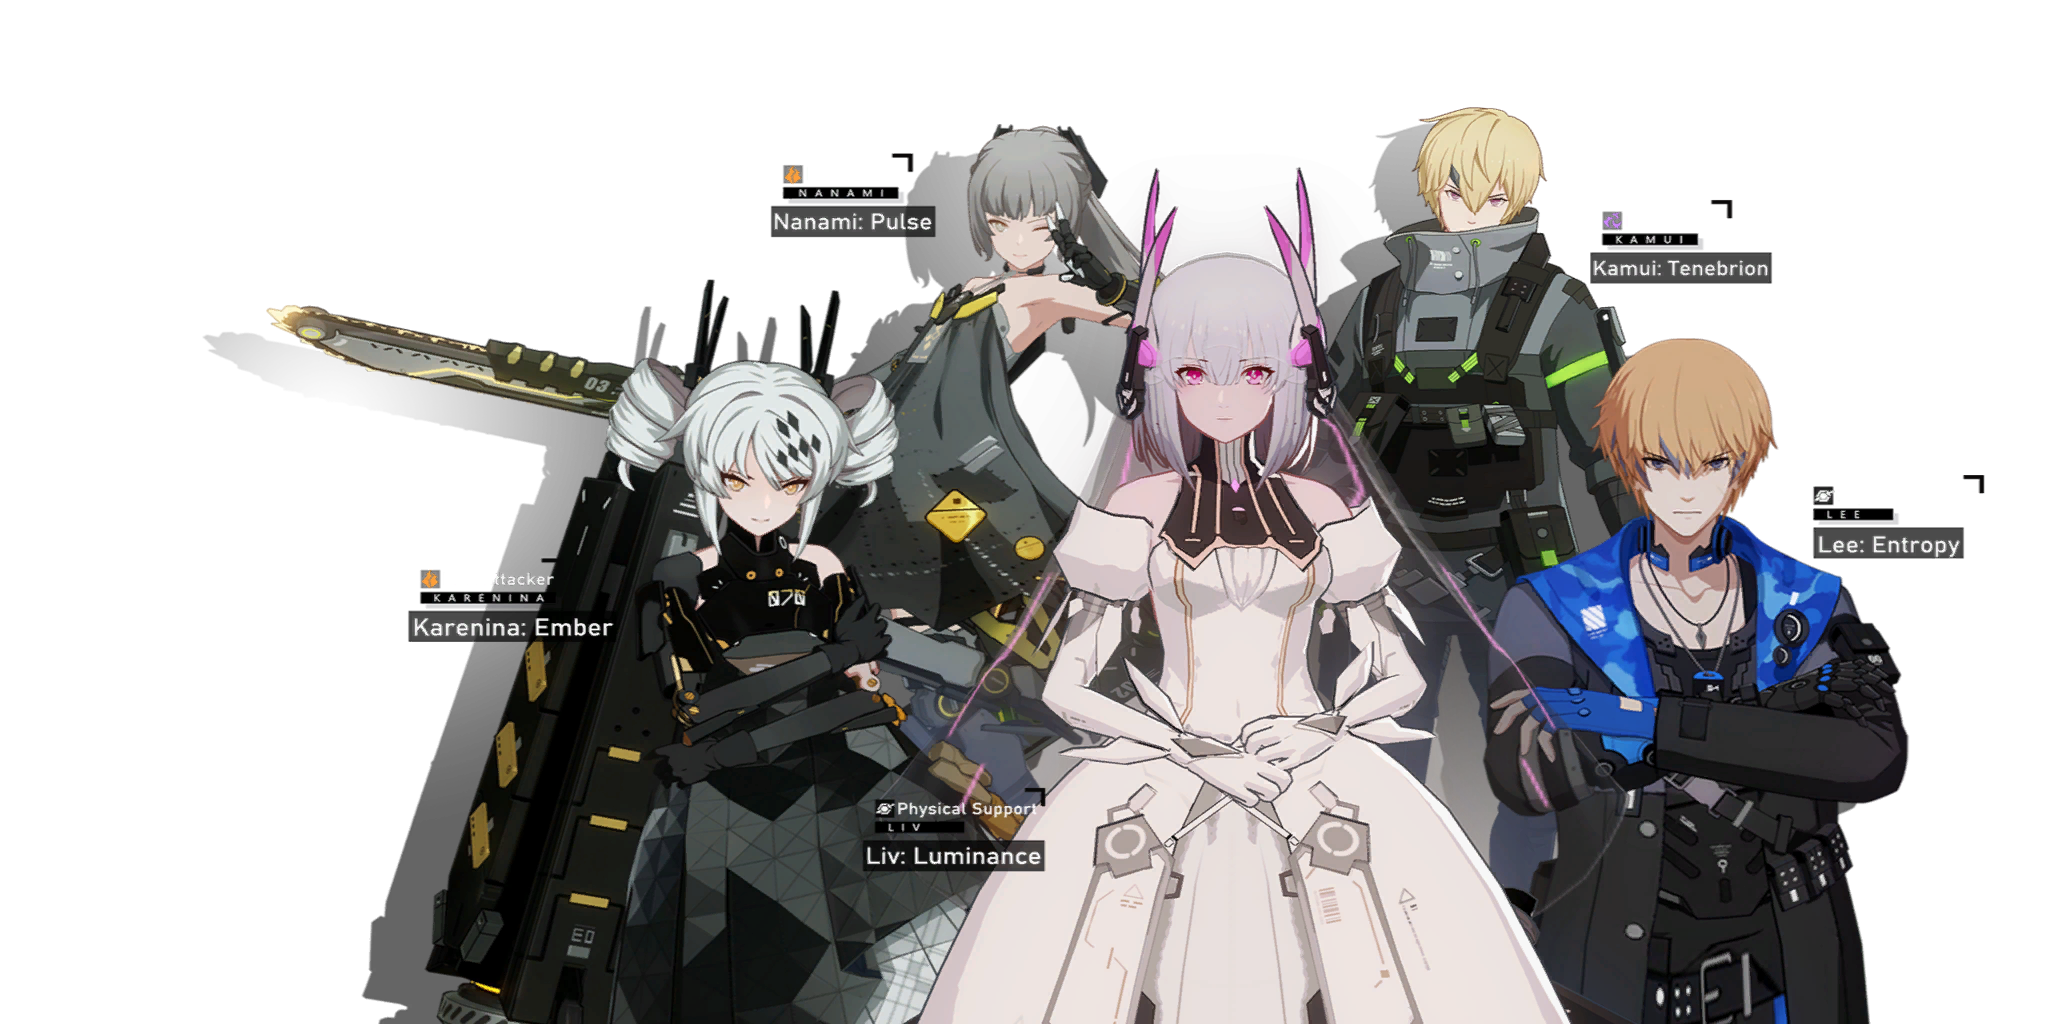 NANAMI
Nanami: Pulse
KAMUI
Kamui: Tenebrion
03
LEE
Lee: Entropy
ttacker
KARENINA
Karenina: Ember
070
Physical Support
LIV
Liv: Luminance
ED